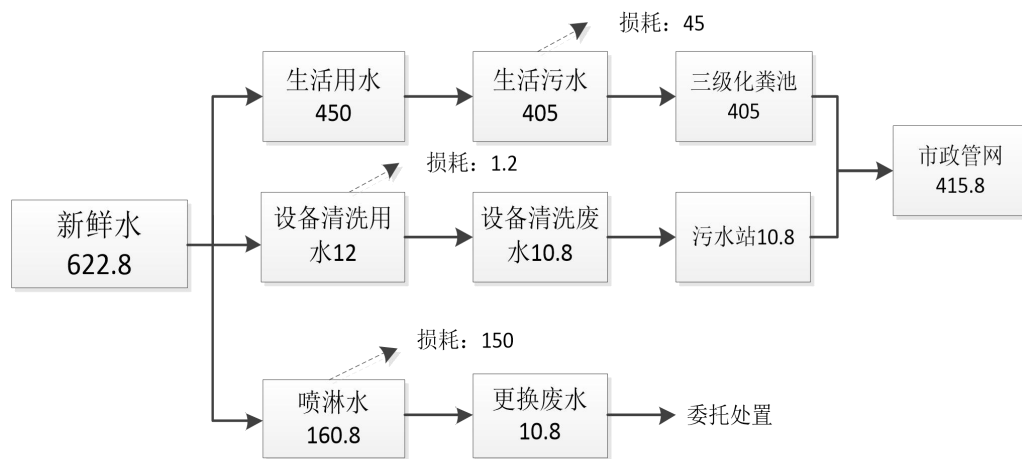 损耗：45
生活用水
450
生活污水
405
三级化粪池
405
市政管网
415.8
损耗：1.2
新鲜水
622.8
设备清洗用
水12
设备清洗废
水10.8
污水站10.8
损耗：150
喷淋水
160.8
更换废水
10.8
委托处置